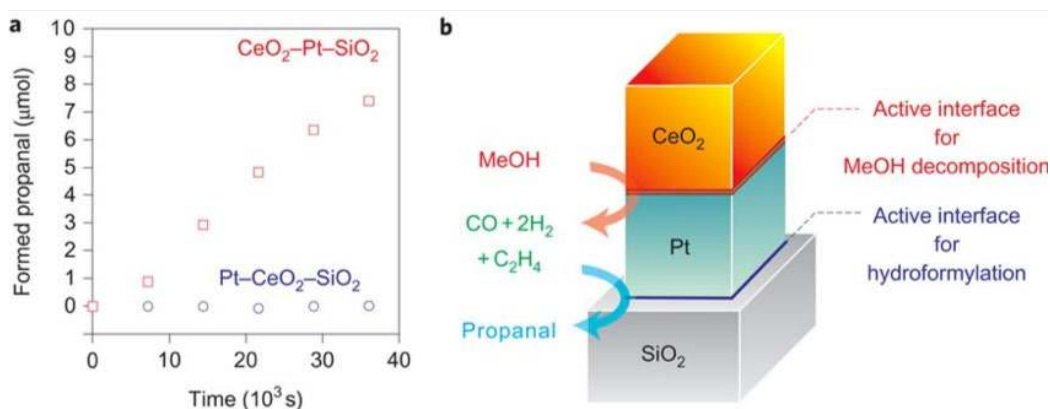 a
10
9
8
7
6
5
4
3
2
1
0
Formed propanal (μmol)
CeO₂–Pt–SiO₂
Pt–CeO₂–SiO₂
0 10 20 30 40
Time (10³ s)
b
MeOH
CO + 2H₂
+ C₂H₄
Propanal
CeO₂
Pt
SiO₂
Active interface
for
MeOH decomposition
Active interface
for
hydroformylation